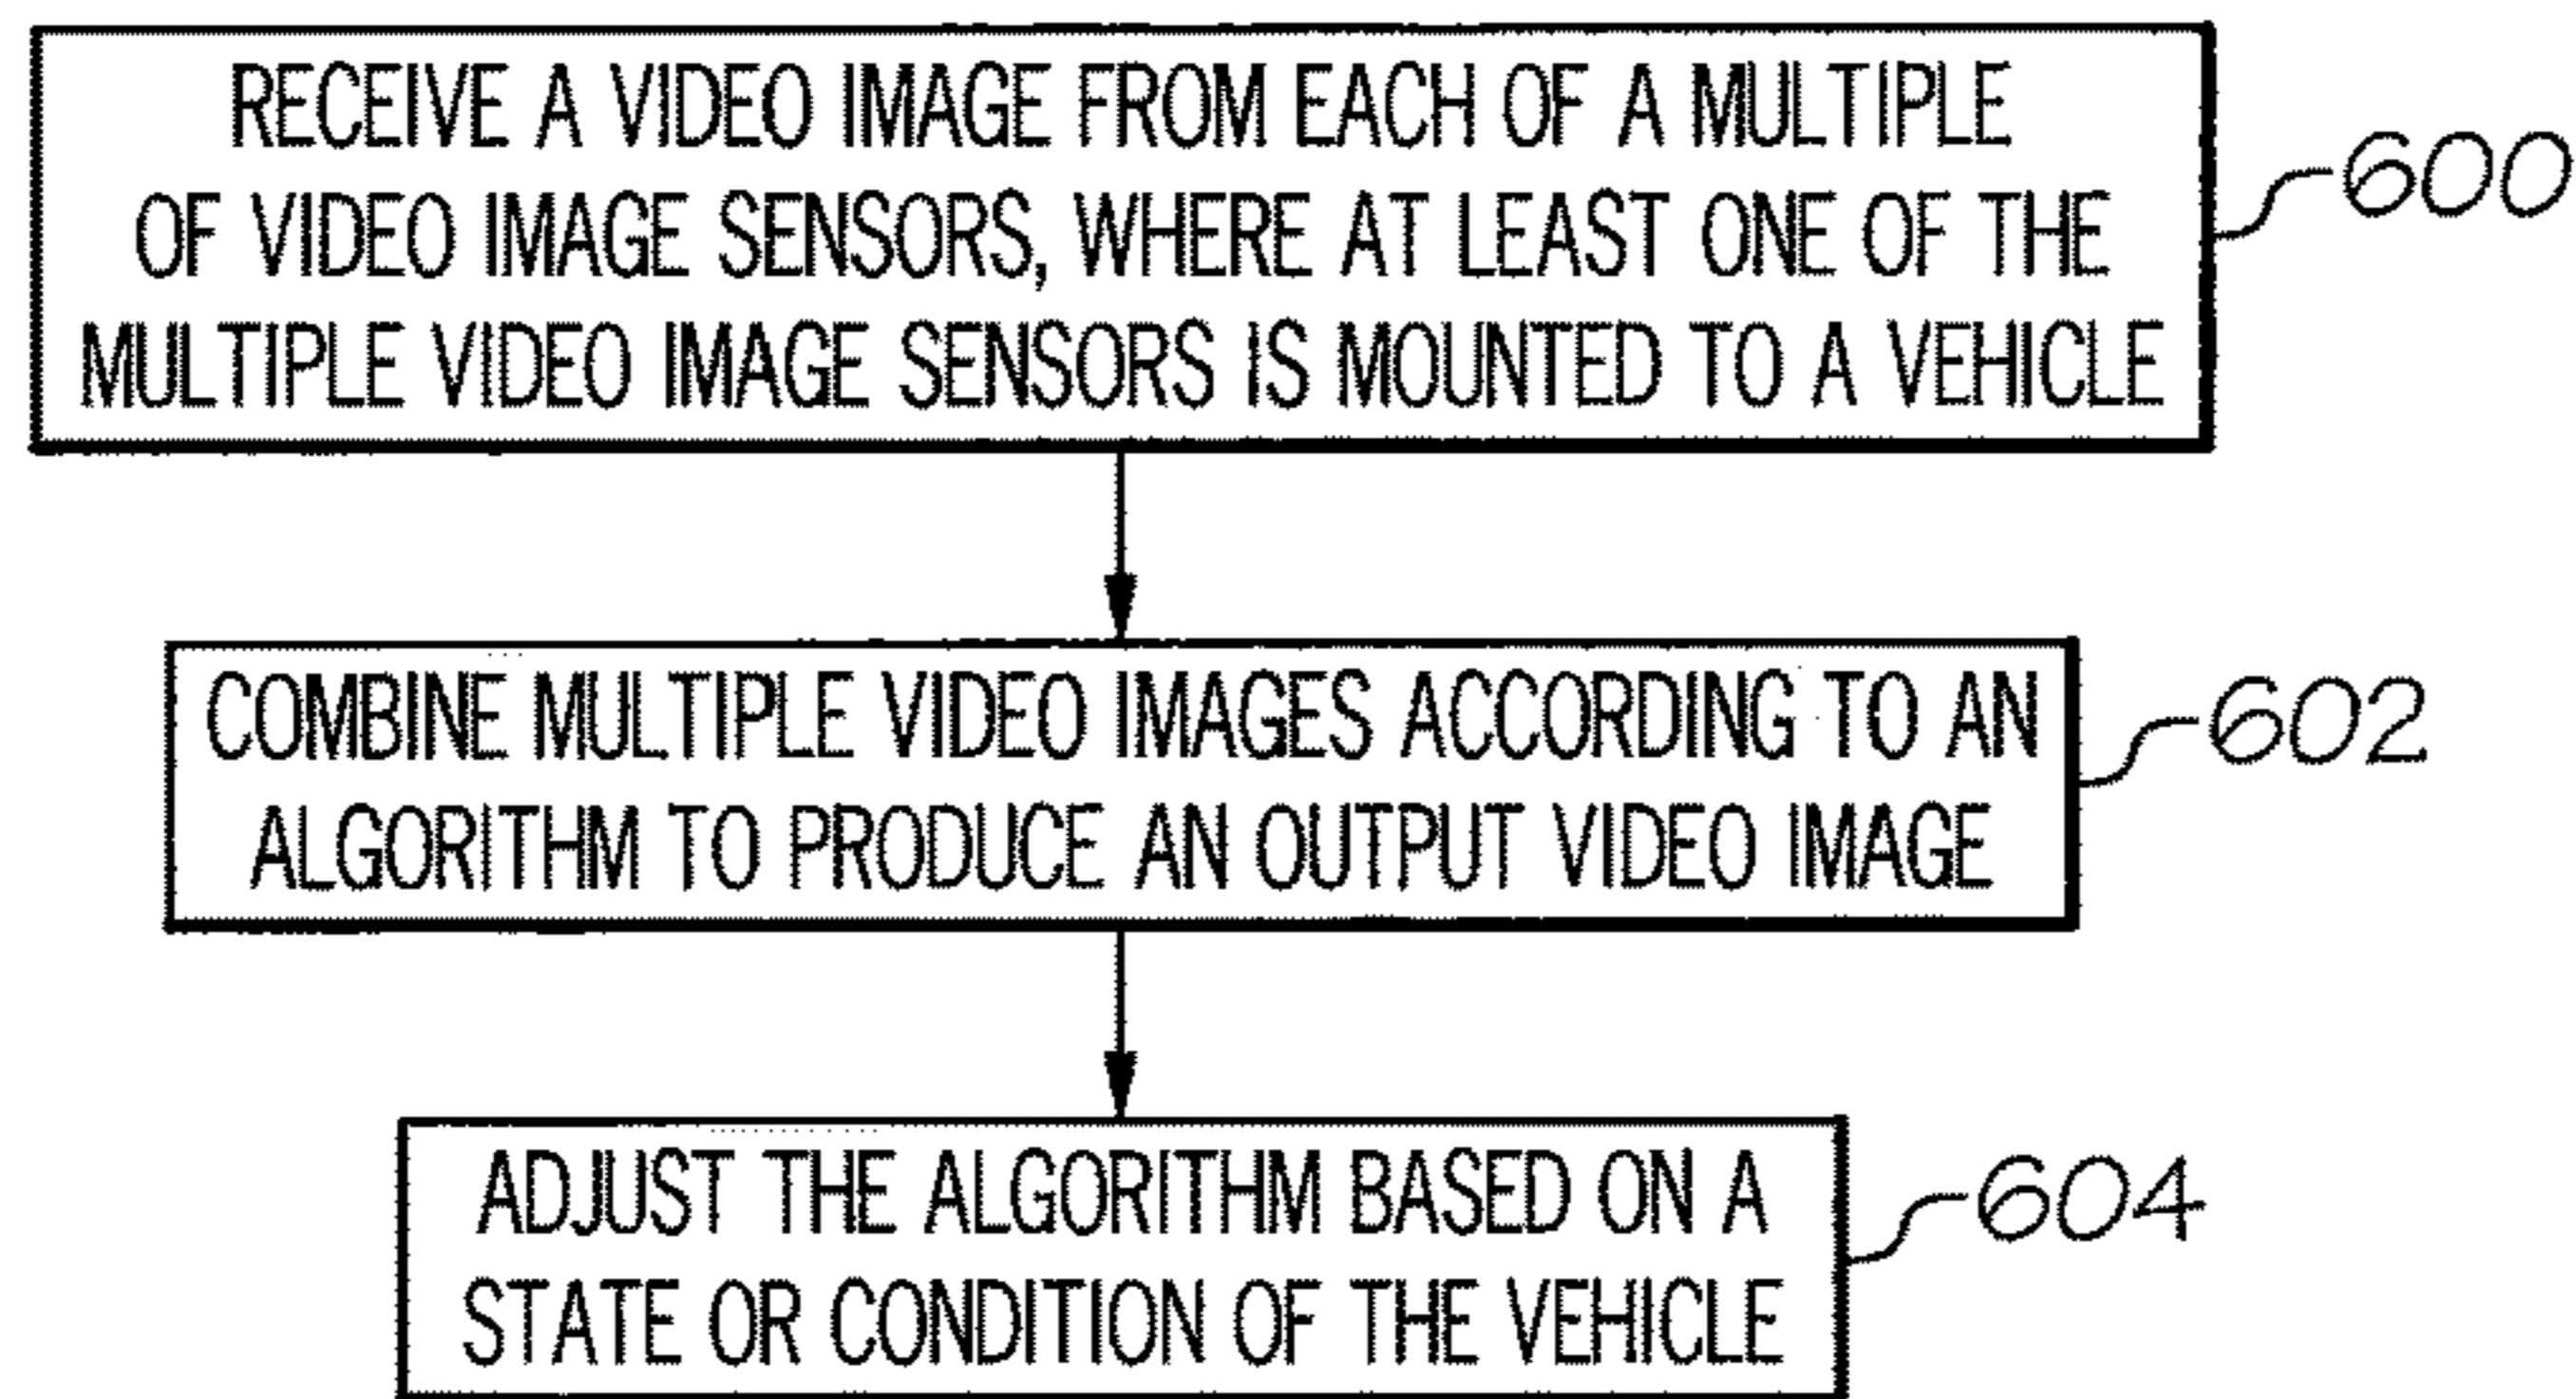 RECEIVE A VIDEO IMAGE FROM EACH OF A MULTIPLE
OF VIDEO IMAGE SENSORS, WHERE AT LEAST ONE OF THE
MULTIPLE VIDEO IMAGE SENSORS IS MOUNTED TO A VEHICLE
600
COMBINE MULTIPLE VIDEO IMAGES ACCORDING TO AN
ALGORITHM TO PRODUCE AN OUTPUT VIDEO IMAGE
602
ADJUST THE ALGORITHM BASED ON A
STATE OR CONDITION OF THE VEHICLE
604